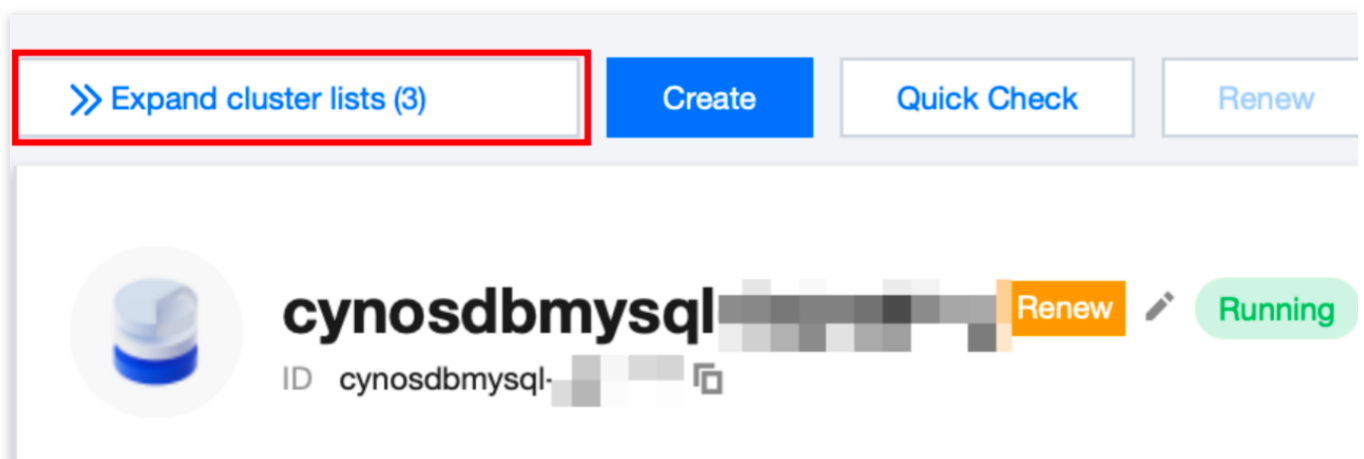 Expand cluster lists (3) Create Quick Check Renew
cynosdbmysql Renew Running
ID cynosdbmysql-